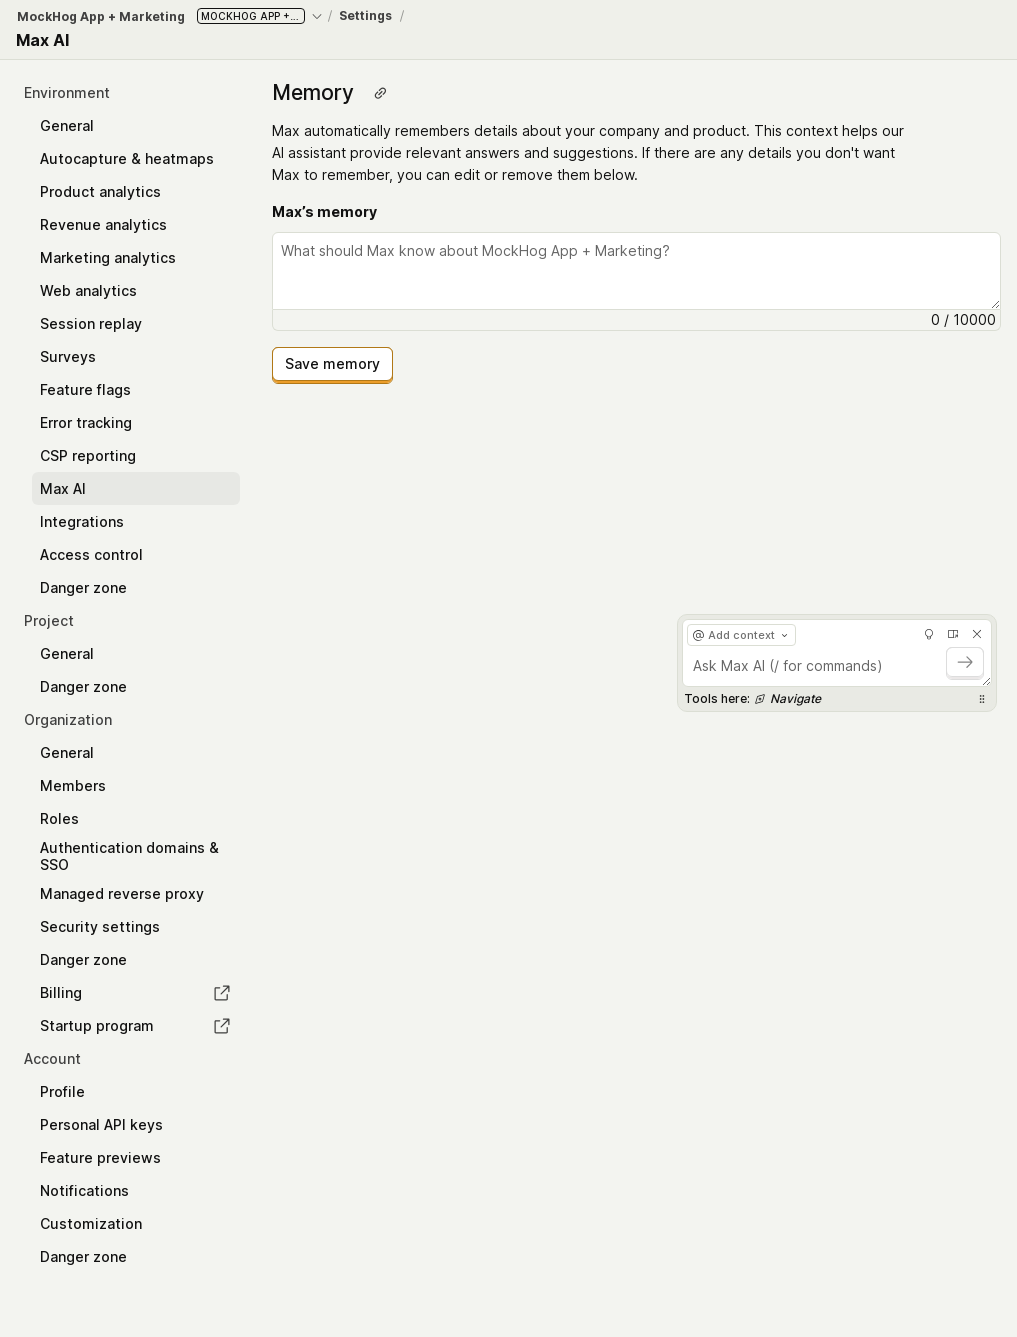 MockHog App + Marketing MOCKHOG APP +... / Settings /
Max AI
Environment
General
Autocapture & heatmaps
Product analytics
Revenue analytics
Marketing analytics
Web analytics
Session replay
Surveys
Feature flags
Error tracking
CSP reporting
Max AI
Integrations
Access control
Danger zone
Project
General
Danger zone
Organization
General
Members
Roles
Authentication domains &
SSO
Managed reverse proxy
Security settings
Danger zone
Billing
Startup program
Account
Profile
Personal API keys
Feature previews
Notifications
Customization
Danger zone
Memory
Max automatically remembers details about your company and product. This context helps our
AI assistant provide relevant answers and suggestions. If there are any details you don't want
Max to remember, you can edit or remove them below.
Max’s memory
What should Max know about MockHog App + Marketing?
0 / 10000
Save memory
@ Add context
Ask Max AI (/ for commands)
Tools here: Navigate